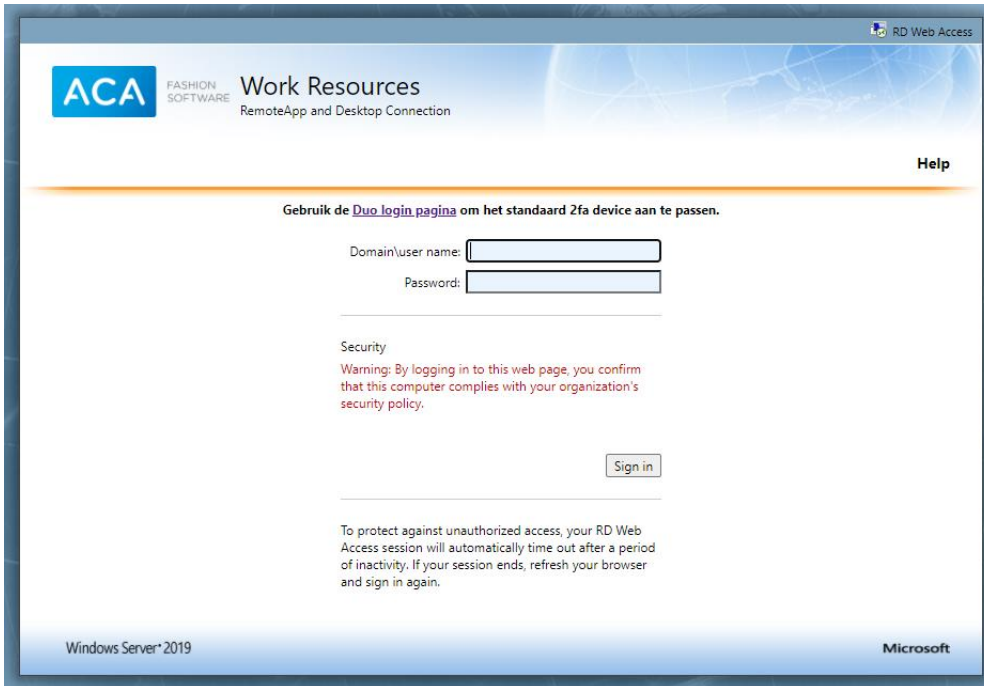 RD Web Access
ACA
FASHION
SOFTWARE
Work Resources
RemoteApp and Desktop Connection
Help
Gebruik de Duo login pagina om het standaard 2fa device aan te passen.
Domain\user name:
Password:
Security
Warning: By logging in to this web page, you confirm
that this computer complies with your organization's
security policy.
Sign in
To protect against unauthorized access, your RD Web
Access session will automatically time out after a period
of inactivity. If your session ends, refresh your browser
and sign in again.
Windows Server 2019
Microsoft